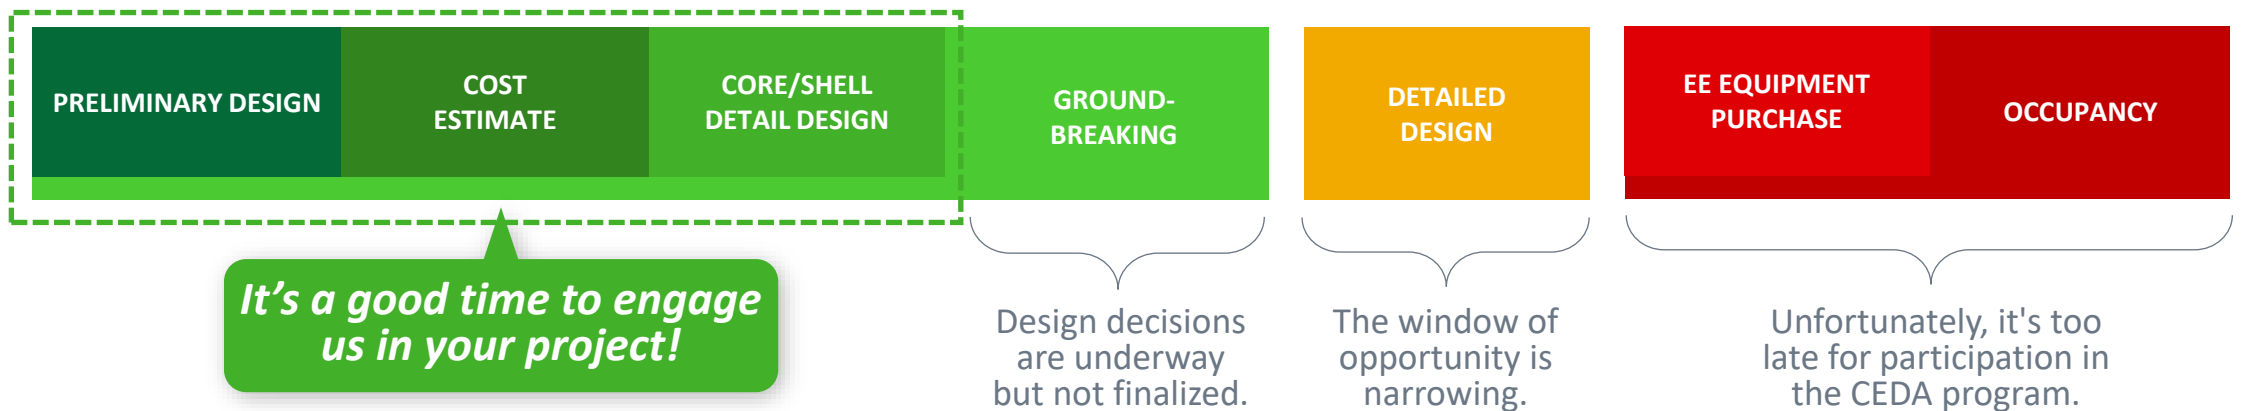 PRELIMINARY DESIGN
COST
ESTIMATE
CORE/SHELL
DETAIL DESIGN
GROUND-
BREAKING
DETAILED
DESIGN
EE EQUIPMENT
PURCHASE
OCCUPANCY
It’s a good time to engage
us in your project!
Design decisions
are underway
but not finalized.
The window of
opportunity is
narrowing.
Unfortunately, it's too
late for participation in
the CEDA program.